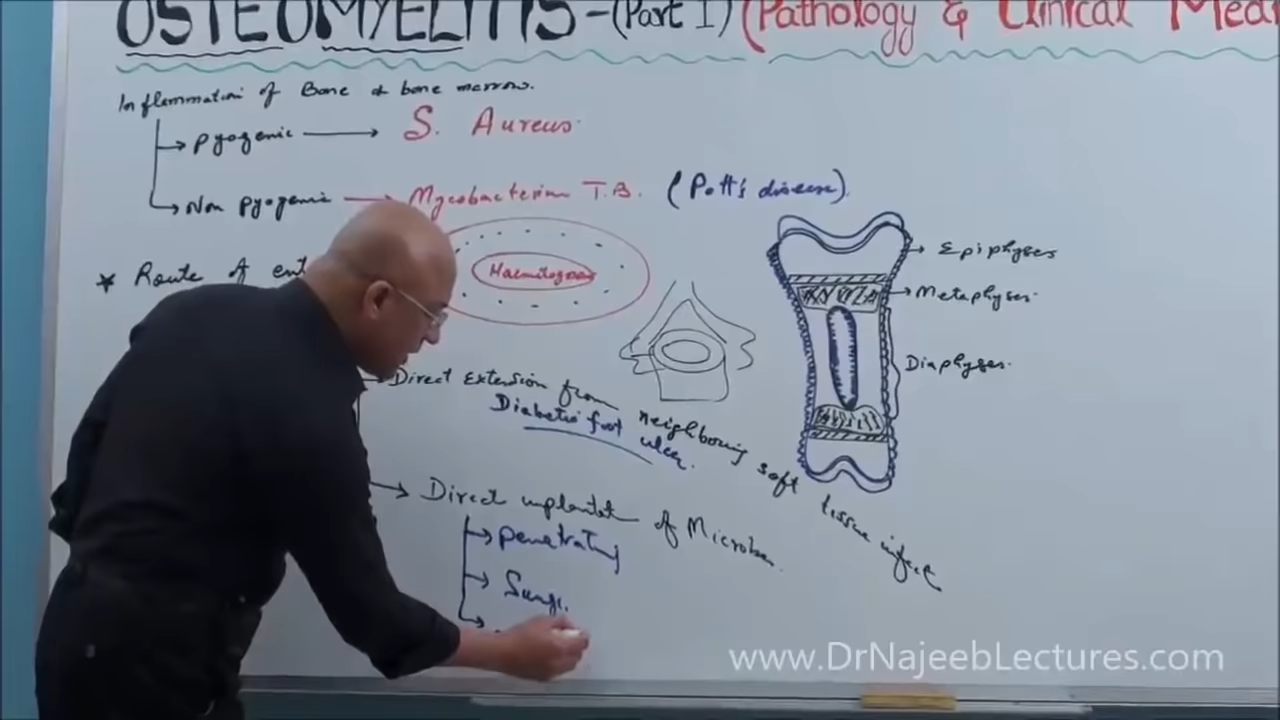 OSTEOMYELITIS - (Part I) (Pathology & Clinical Med
Inflammation of Bone & bone marrow.
Pyogenic → S. Aureus
Non pyogenic → Mycobacterium T.B. (Pott's disease).
* Route of ent
Haematogenous
Epiphyses
Metaphyses
Diaphyses
Direct Extension from neighbouring soft tissue infect
Diabetic foot ulcer.
Direct implantat of Microbes
penetrating
Surgi
www.DrNajeebLectures.com